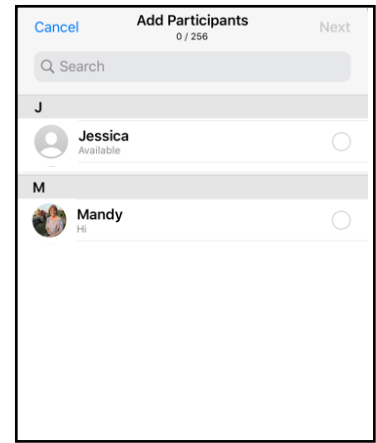 Cancel Add Participants Next
0 / 256
Search
J
Jessica
Available
M
Mandy
Hi